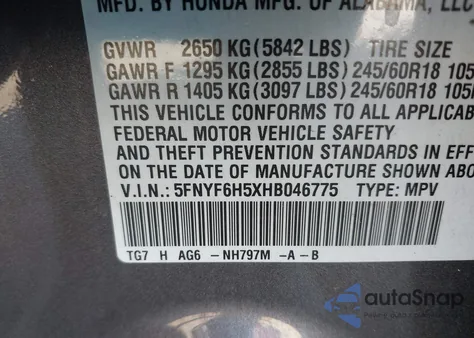 MFD. BY HONDA MFG. OF ALABAMA, LLC
GVWR 2650 KG (5842 LBS) TIRE SIZE
GAWR F 1295 KG (2855 LBS) 245/60R18 105
GAWR R 1405 KG (3097 LBS) 245/60R18 105
THIS VEHICLE CONFORMS TO ALL APPLICAB
FEDERAL MOTOR VEHICLE SAFETY
AND THEFT PREVENTION STANDARDS IN EFF
ON THE DATE OF MANUFACTURE SHOWN ABO
V.I.N.: 5FNYF6H5XHB046775 TYPE: MPV
TG7 H AG6 -NH797M -A -B
autoSnap